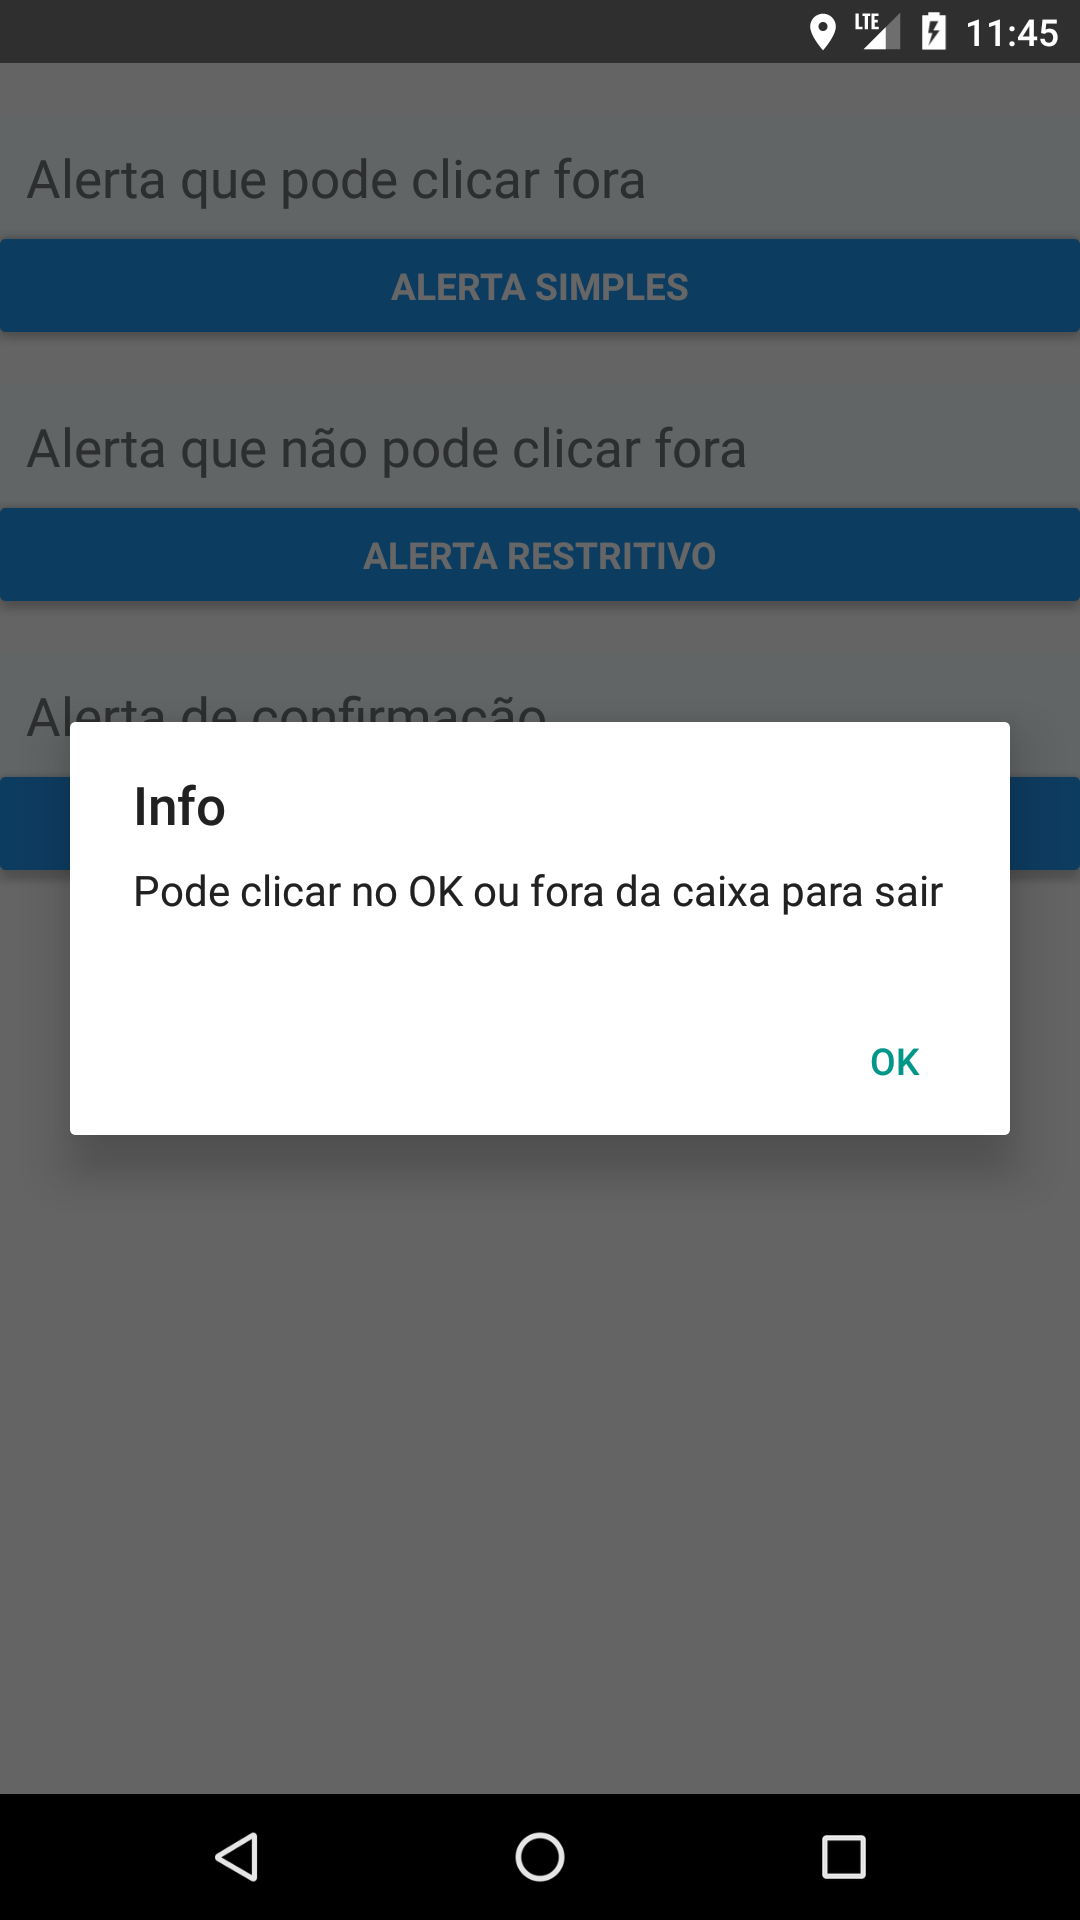 LTE 11:45
Alerta que pode clicar fora
ALERTA SIMPLES
Alerta que não pode clicar fora
ALERTA RESTRITIVO
Alerta de confirmação
Info
Pode clicar no OK ou fora da caixa para sair
OK